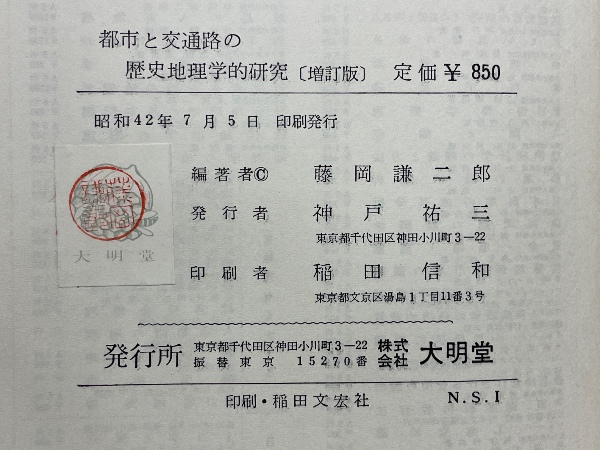 都市と交通路の
歴史地理学的研究〔増訂版〕 定価￥850
昭和42年7月5日 印刷発行
編著者© 藤岡謙二郎
発行者 神戸祐三
東京都千代田区神田小川町3－22
大明堂
印刷者 稲田信和
東京都文京区湯島1丁目11番3号
発行所 東京都千代田区神田小川町3－22 株式会社 大明堂
振替東京 15270番
印刷・稲田文宏社 N.S.I